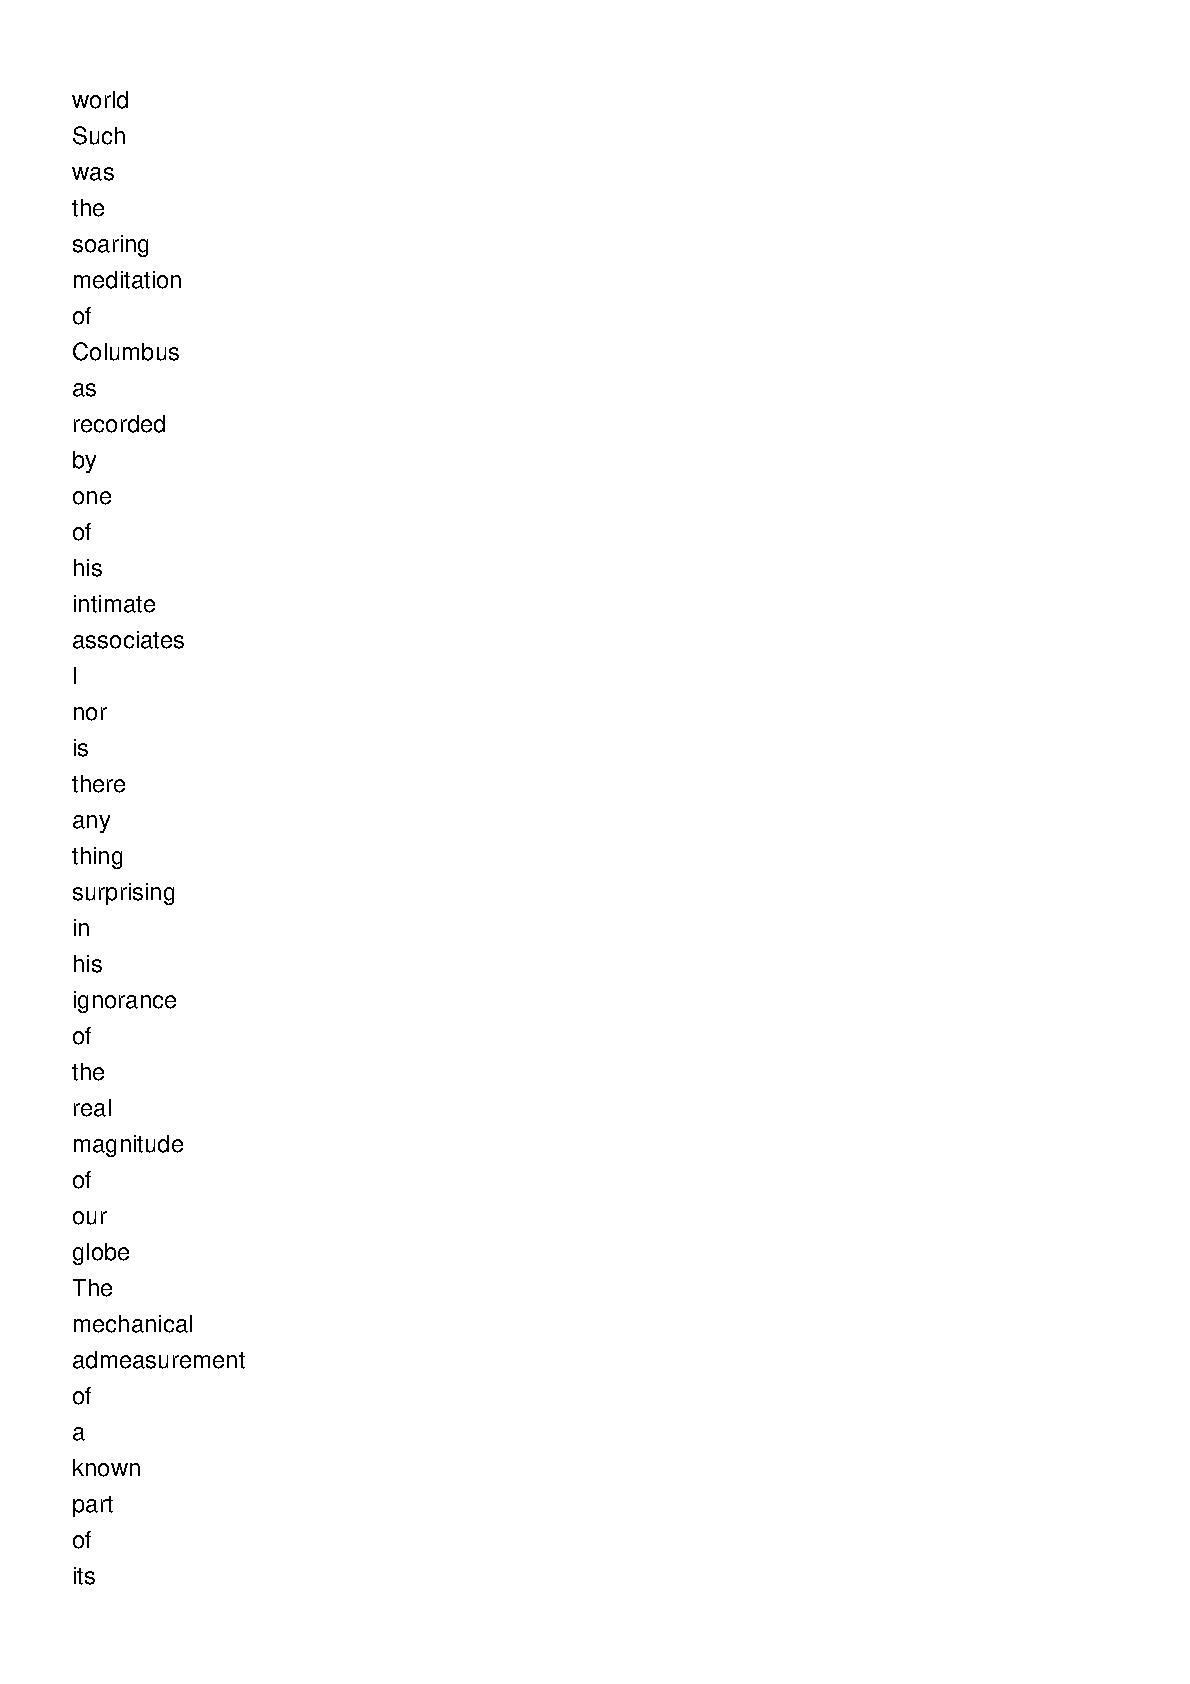 world
Such
was
the
soaring
meditation
of
Columbus
as
recorded
by
one
of
his
intimate
associates
I
nor
is
there
any
thing
surprising
in
his
ignorance
of
the
real
magnitude
of
our
globe
The
mechanical
admeasurement
of
a
known
part
of
its